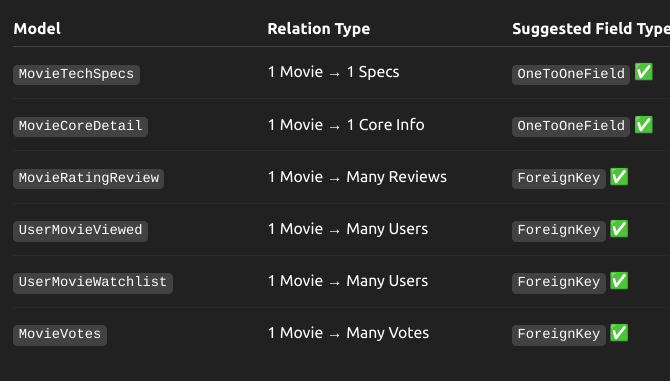 Model Relation Type Suggested Field Type
MovieTechSpecs 1 Movie → 1 Specs OneToOneField ✅
MovieCoreDetail 1 Movie → 1 Core Info OneToOneField ✅
MovieRatingReview 1 Movie → Many Reviews ForeignKey ✅
UserMovieViewed 1 Movie → Many Users ForeignKey ✅
UserMovieWatchlist 1 Movie → Many Users ForeignKey ✅
MovieVotes 1 Movie → Many Votes ForeignKey ✅